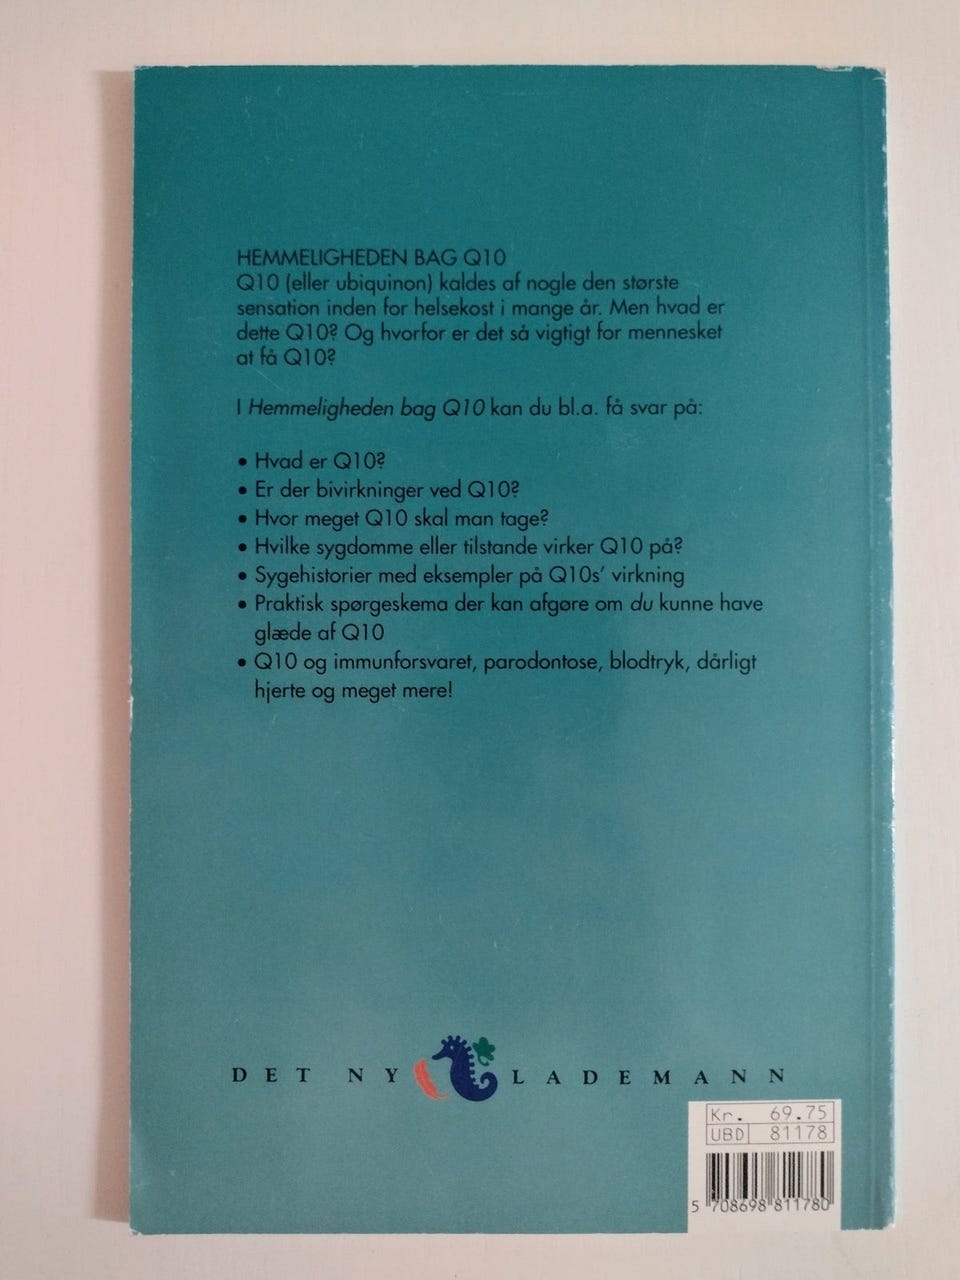 HEMMELIGHEDEN BAG Q10
Q10 (eller ubiquinon) kaldes af nogle den største
sensation inden for helsekost i mange år. Men hvad er
dette Q10? Og hvorfor er det så vigtigt for mennesket
at få Q10?
I Hemmeligheden bag Q10 kan du bl.a. få svar på:
• Hvad er Q10?
• Er der bivirkninger ved Q10?
• Hvor meget Q10 skal man tage?
• Hvilke sygdomme eller tilstande virker Q10 på?
• Sygehistorier med eksempler på Q10s’ virkning
• Praktisk spørgeskema der kan afgøre om du kunne have
glæde af Q10
• Q10 og immunforsvaret, parodontose, blodtryk, dårligt
hjerte og meget mere!
DET NY LADEMANN
Kr. 69.75
UBD 81178
5 708698 811780